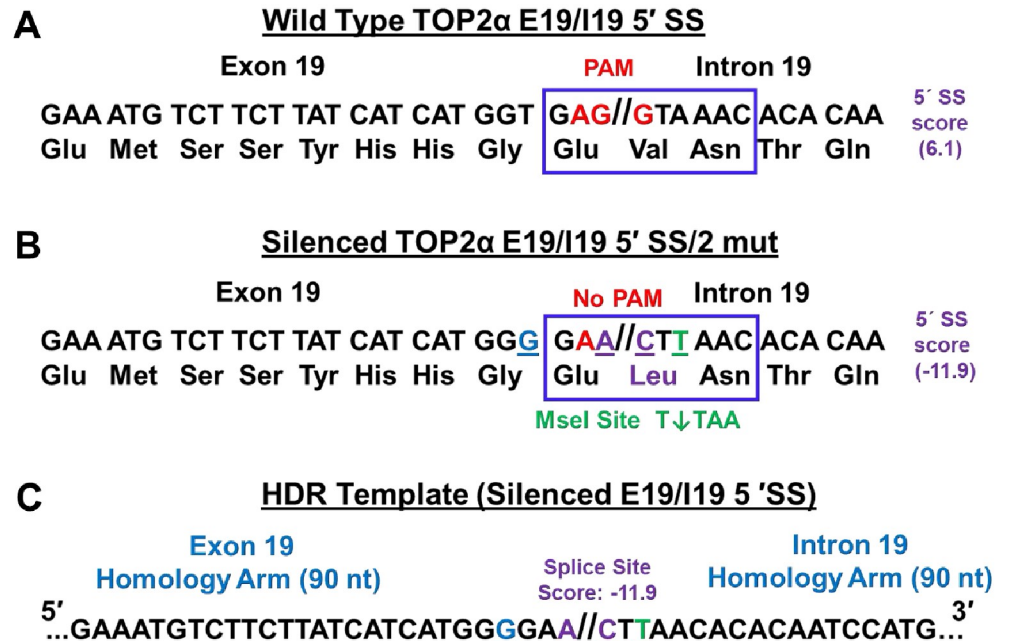 A
Wild Type TOP2α E19/I19 5′ SS
Exon 19
PAM
Intron 19
GAA ATG TCT TCT TAT CAT CAT GGT GAG//GTAAAC ACA CAA
5´ SS
score
(6.1)
Glu Met Ser Ser Tyr His His Gly Glu Val Asn Thr Gln
B
Silenced TOP2α E19/I19 5′ SS/2 mut
Exon 19
No PAM
Intron 19
GAA ATG TCT TCT TAT CAT CAT GGG GAA//CTT AAC ACA CAA
5´ SS
score
(-11.9)
Glu Met Ser Ser Tyr His His Gly Glu Leu Asn Thr Gln
MseI Site T↓TAA
C
HDR Template (Silenced E19/I19 5 ′SS)
Exon 19
Homology Arm (90 nt)
Splice Site
Score: -11.9
Intron 19
Homology Arm (90 nt)
5′
3′
...GAAATGTCTTCTTATCATCATGGGGAA//CTTAACACACAATCCATG...